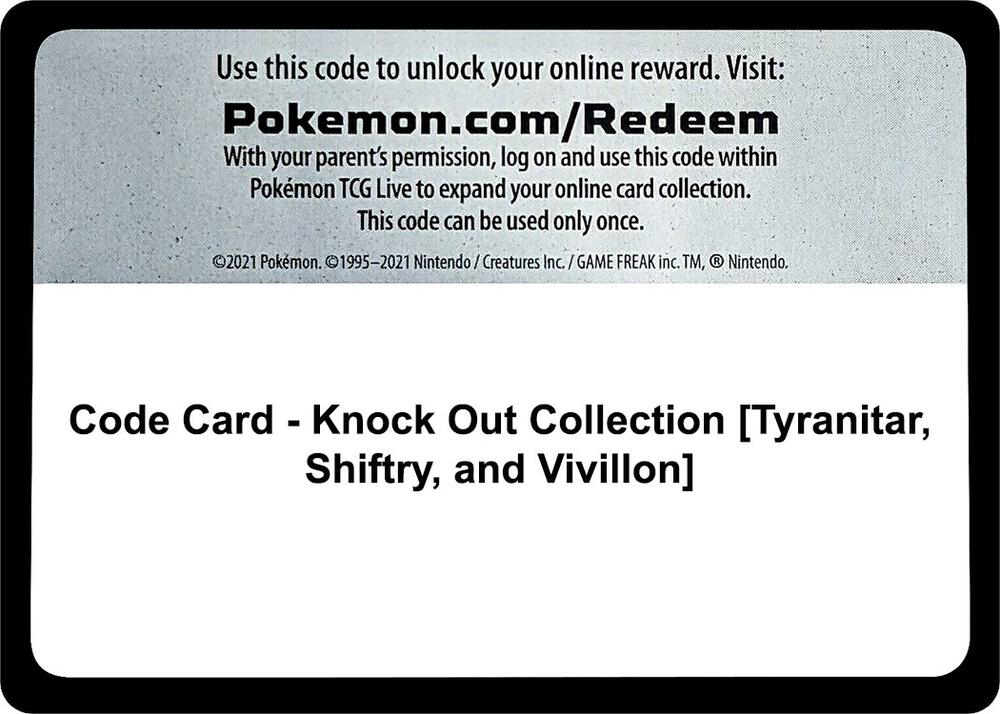 Use this code to unlock your online reward. Visit:
Pokemon.com/Redeem
With your parent's permission, log on and use this code within
Pokémon TCG Live to expand your online card collection.
This code can be used only once.
©2021 Pokémon. ©1995–2021 Nintendo / Creatures Inc. / GAME FREAK inc. TM, ® Nintendo.
Code Card - Knock Out Collection [Tyranitar,
Shiftry, and Vivillon]